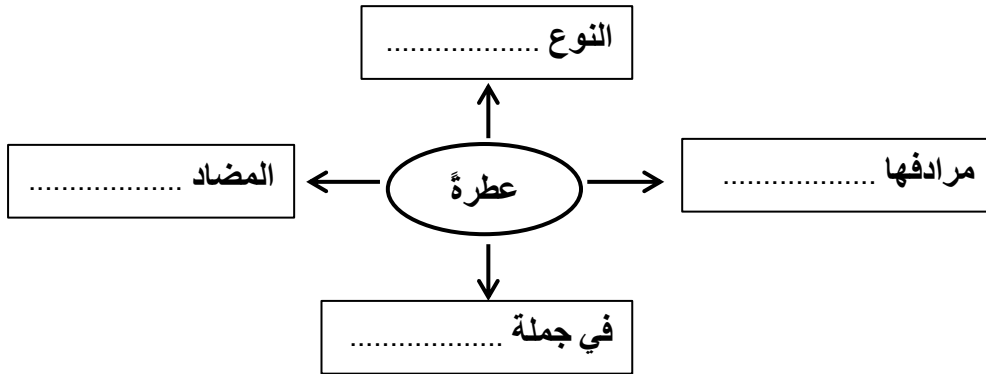 النوع ...................
مرادفها ...................
عطرةً
المضاد ...................
في جملة ...................